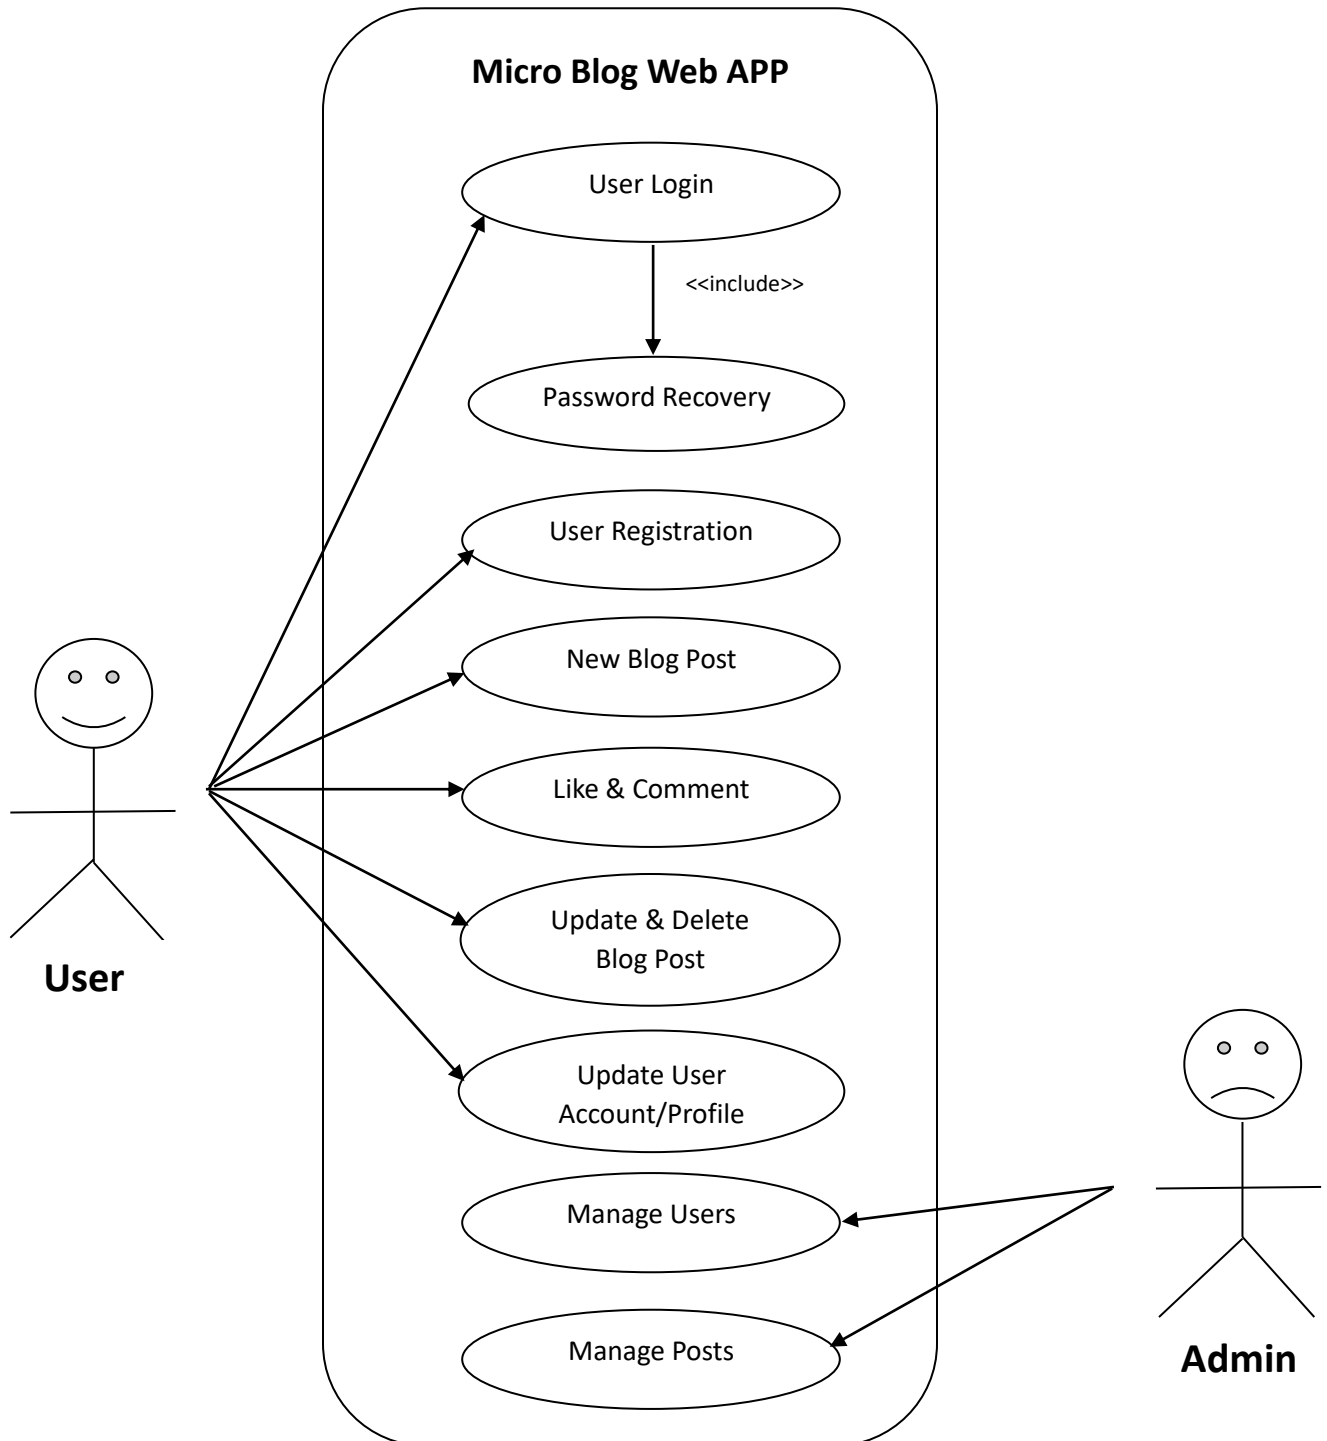 Micro Blog Web APP
User Login
<<include>>
Password Recovery
User Registration
New Blog Post
Like & Comment
Update & Delete
Blog Post
User
Update User
Account/Profile
Manage Users
Manage Posts
Admin